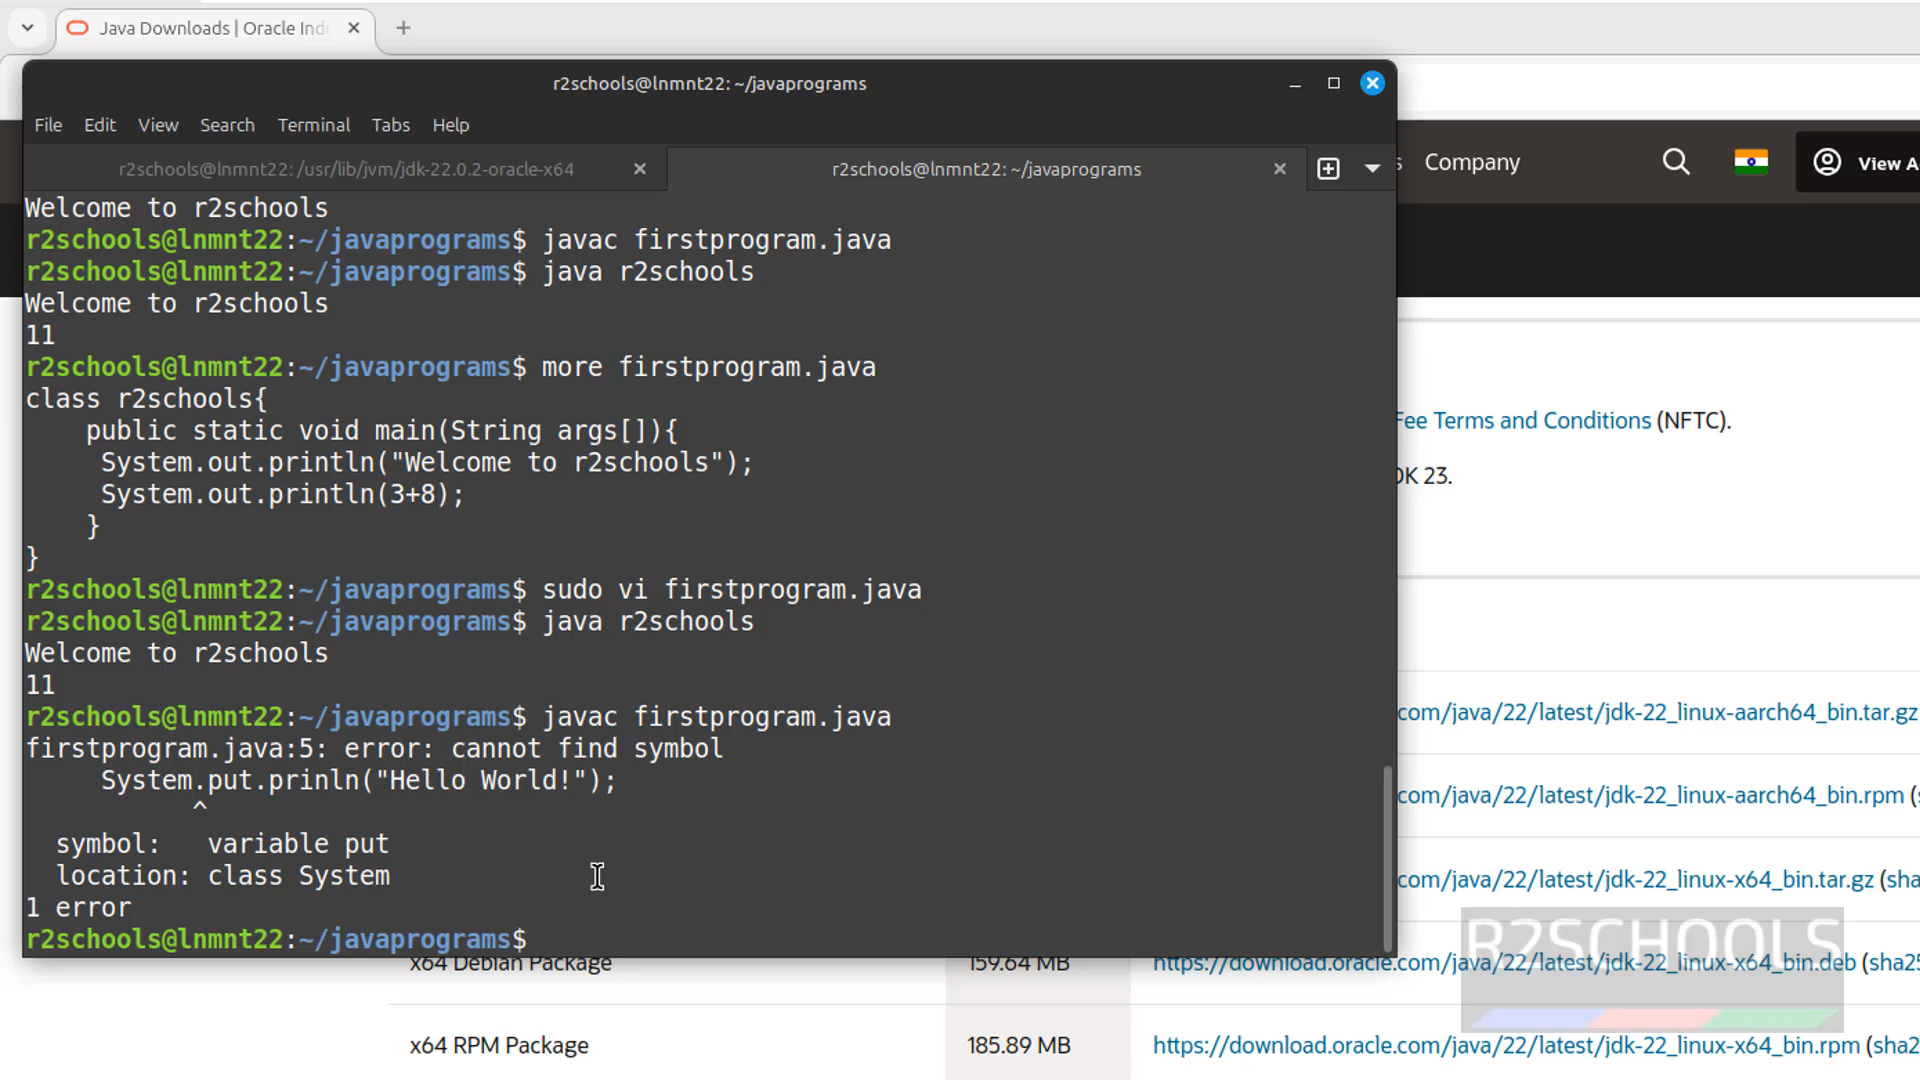 Java Downloads | Oracle Ind
r2schools@lnmnt22: ~/javaprograms
File Edit View Search Terminal Tabs Help
r2schools@lnmnt22: /usr/lib/jvm/jdk-22.0.2-oracle-x64
r2schools@lnmnt22: ~/javaprograms
s Company View A
Welcome to r2schools
r2schools@lnmnt22:~/javaprograms$ javac firstprogram.java
r2schools@lnmnt22:~/javaprograms$ java r2schools
Welcome to r2schools
11
r2schools@lnmnt22:~/javaprograms$ more firstprogram.java
class r2schools{
public static void main(String args[]){
System.out.println("Welcome to r2schools");
System.out.println(3+8);
}
}
r2schools@lnmnt22:~/javaprograms$ sudo vi firstprogram.java
r2schools@lnmnt22:~/javaprograms$ java r2schools
Welcome to r2schools
11
r2schools@lnmnt22:~/javaprograms$ javac firstprogram.java
firstprogram.java:5: error: cannot find symbol
System.put.prinln("Hello World!");
^
symbol:   variable put
location: class System
1 error
r2schools@lnmnt22:~/javaprograms$
Fee Terms and Conditions (NFTC).
DK 23.
com/java/22/latest/jdk-22_linux-aarch64_bin.tar.gz
com/java/22/latest/jdk-22_linux-aarch64_bin.rpm (
com/java/22/latest/jdk-22_linux-x64_bin.tar.gz (sha
x64 Debian Package 159.64 MB https://download.oracle.com/java/22/latest/jdk-22_linux-x64_bin.deb (sha25
x64 RPM Package 185.89 MB https://download.oracle.com/java/22/latest/jdk-22_linux-x64_bin.rpm (sha2
R2SCHOOLS